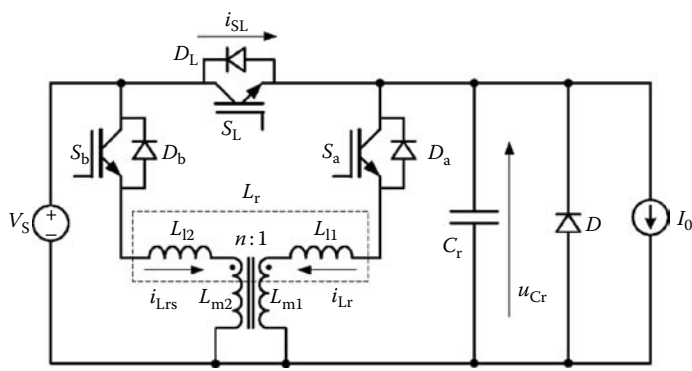 i_SL
D_L
S_L
S_b
D_b
S_a
D_a
L_r
V_S
+
−
L_l2
n : 1
L_l1
C_r
D
I_0
i_Lrs
L_m2
L_m1
i_Lr
u_Cr